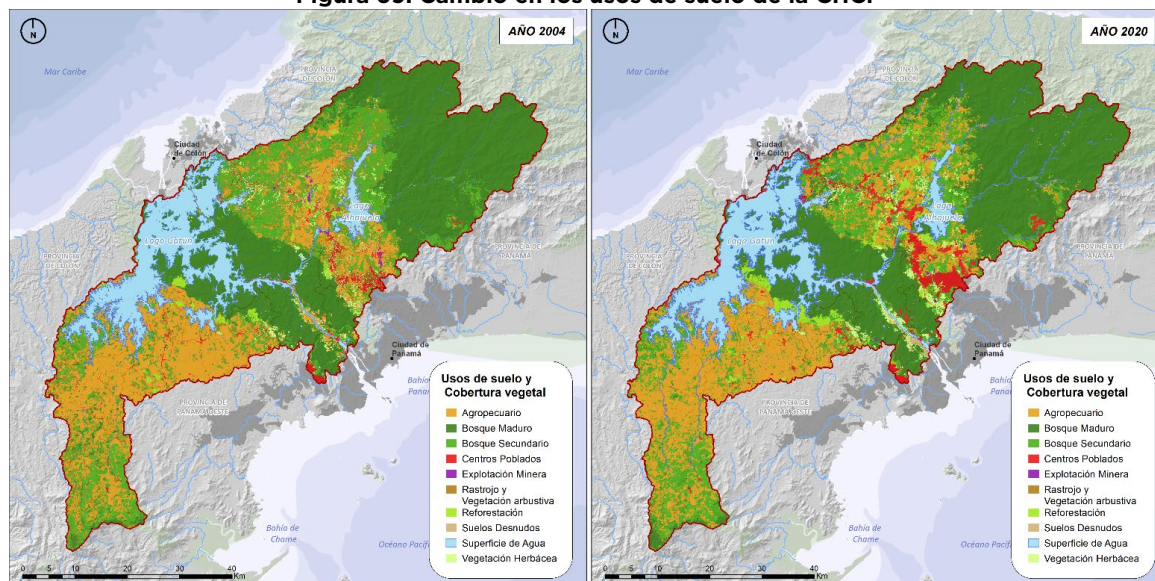 Figura 35. Cambio en los usos de suelo de la CHCP
N
AÑO 2004
Mar Caribe
PROVINCIA
DE COLÓN
Ciudad
de Colón
Lago
Alhajuela
Lago Gatún
PROVINCIA
DE COLÓN
PROVINCIA DE
PANAMÁ
Ciudad de
Panamá
Bahía de
Panam
PROVINCIA DE
PANAMÁ OESTE
Bahía de
Chame
Océano Pacífi
Usos de suelo y
Cobertura vegetal
Agropecuario
Bosque Maduro
Bosque Secundario
Centros Poblados
Explotación Minera
Rastrojo y
Vegetación arbustiva
Reforestación
Suelos Desnudos
Superficie de Agua
Vegetación Herbácea
0 5 10 20 30 40
Km
N
AÑO 2020
Mar Caribe
PROVINCIA
DE COLÓN
Ciudad
de Colón
Lago
Alhajuela
Lago Gatún
PROVINCIA
DE COLÓN
PROVINCIA DE
PANAMÁ
Ciudad de
Panamá
Bahía de
Panam
PROVINCIA DE
PANAMÁ OESTE
Bahía de
Chame
Océano Pacífi
Usos de suelo y
Cobertura vegetal
Agropecuario
Bosque Maduro
Bosque Secundario
Centros Poblados
Explotación Minera
Rastrojo y
Vegetación arbustiva
Reforestación
Suelos Desnudos
Superficie de Agua
Vegetación Herbácea
0 5 10 20 30 40
Km